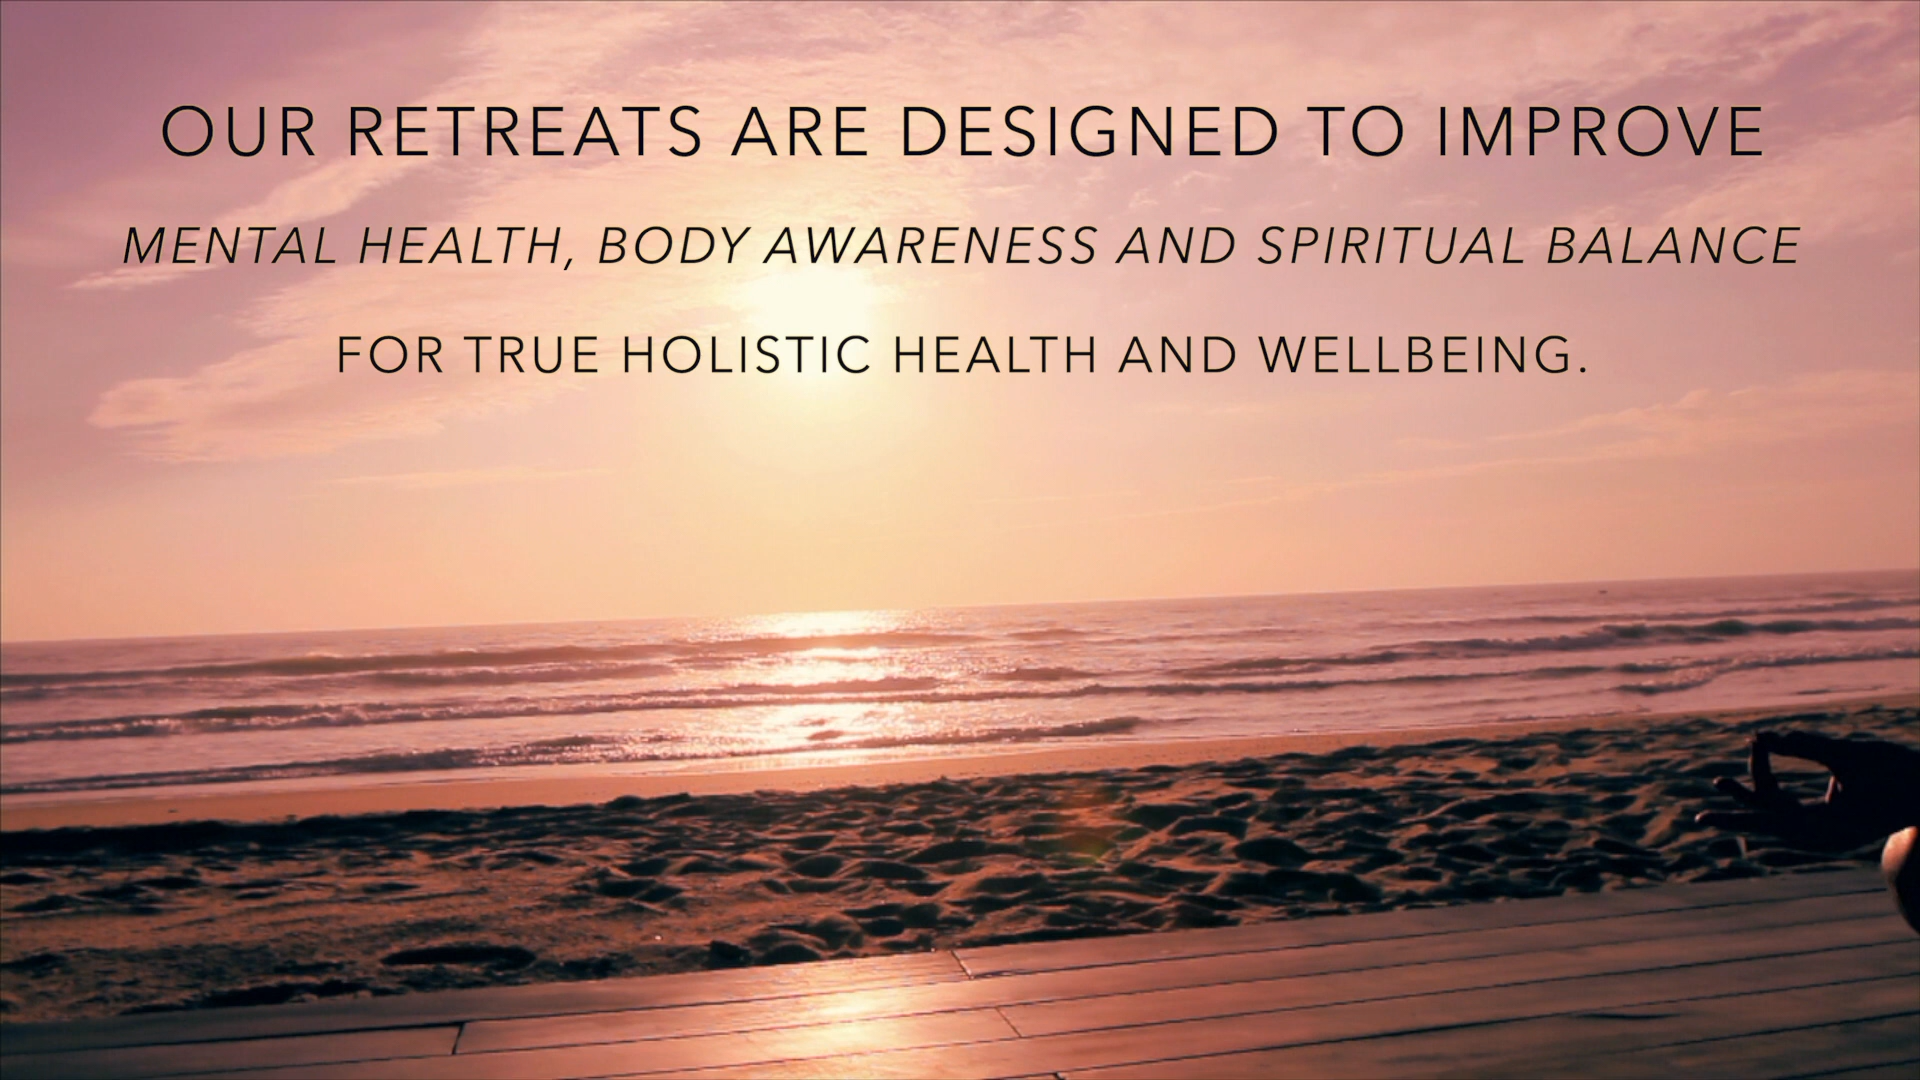 OUR RETREATS ARE DESIGNED TO IMPROVE
MENTAL HEALTH, BODY AWARENESS AND SPIRITUAL BALANCE
FOR TRUE HOLISTIC HEALTH AND WELLBEING.